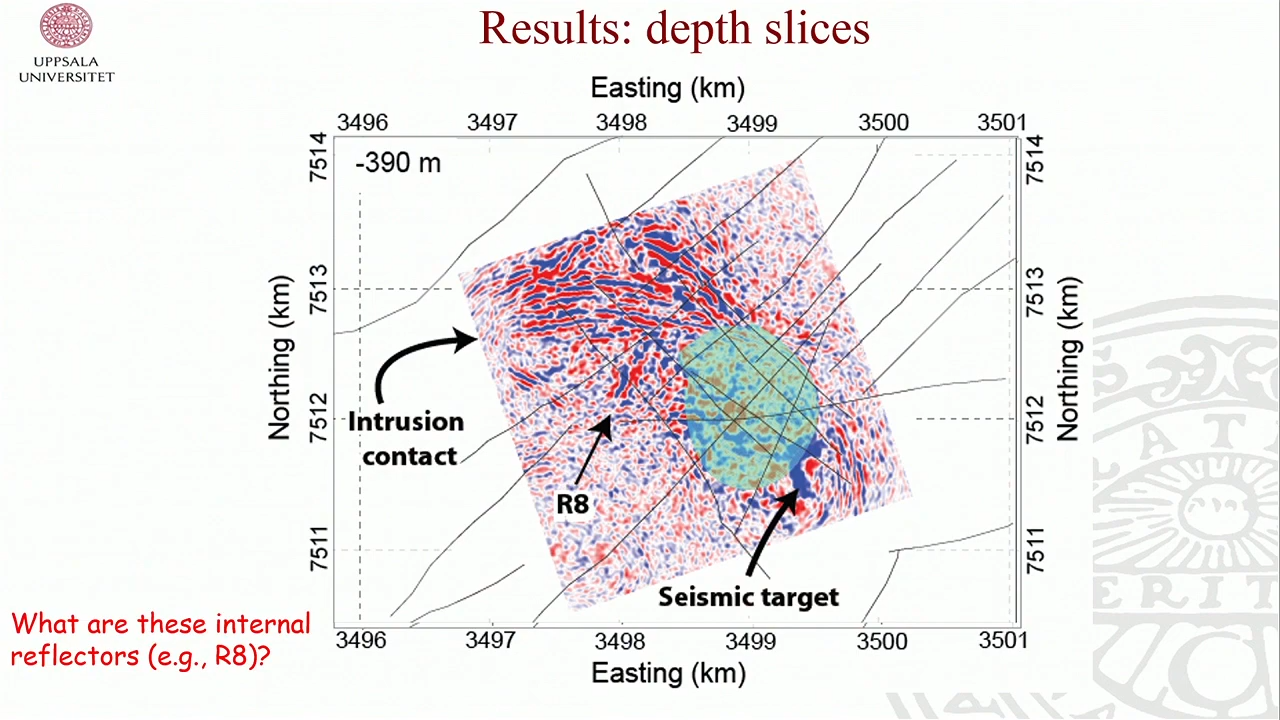 Results: depth slices
UPPSALA
UNIVERSITET
Easting (km)
3496 3497 3498 3499 3500 3501
-390 m
Northing (km)
7514
7513
7512
7511
Intrusion
contact
R8
Seismic target
7514
7513
7512
7511
Northing (km)
3496 3497 3498 3499 3500 3501
Easting (km)
What are these internal
reflectors (e.g., R8)?